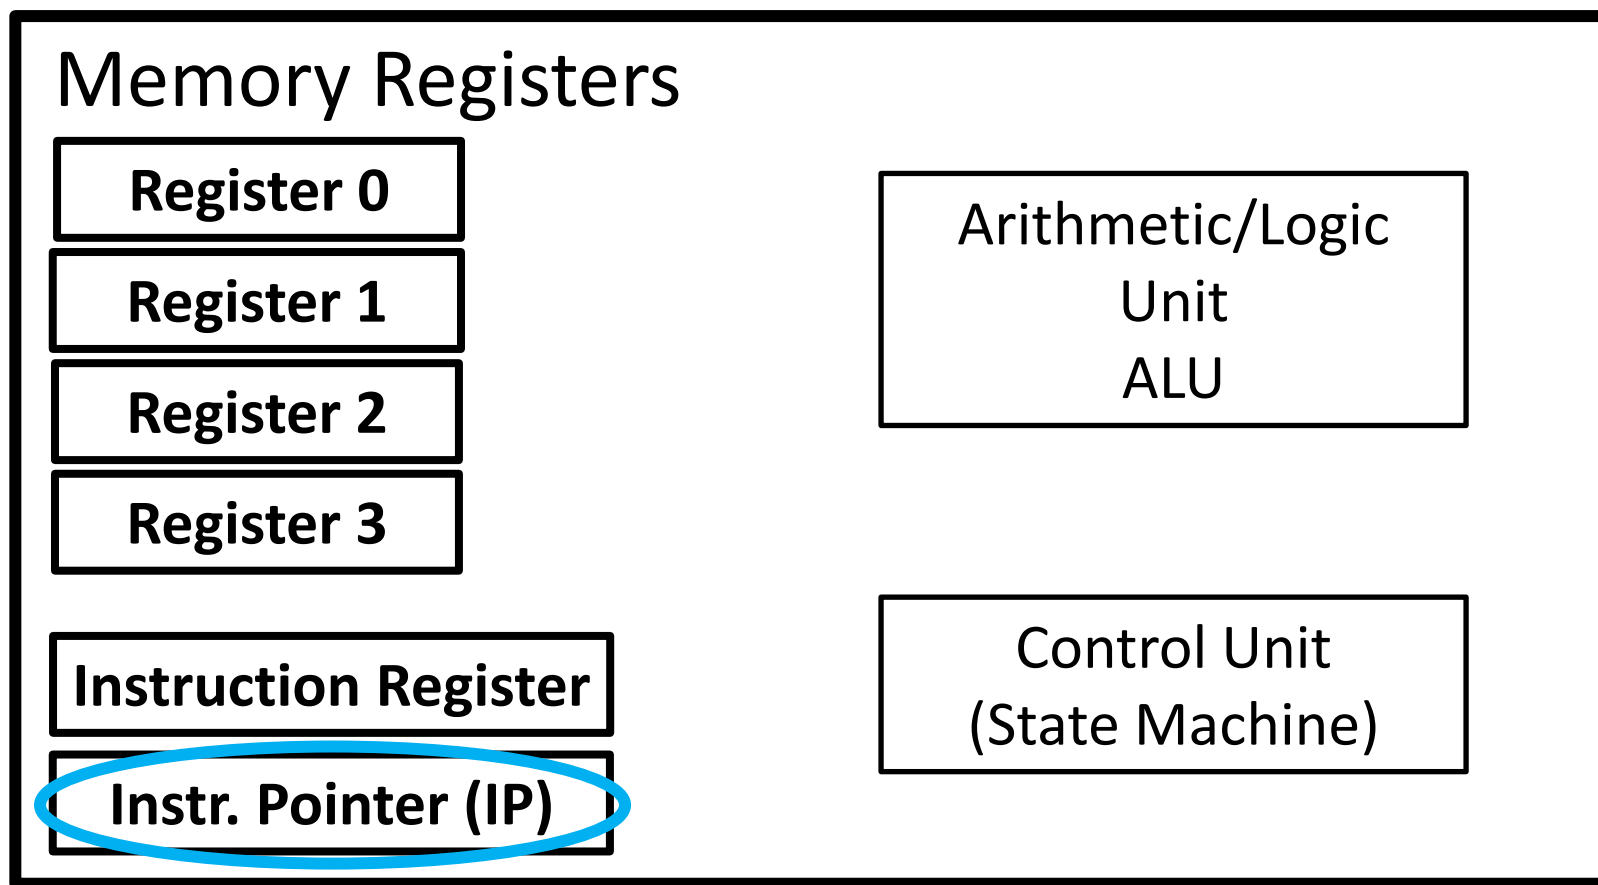 Memory Registers
Register 0
Register 1
Register 2
Register 3
Instruction Register
Instr. Pointer (IP)
Arithmetic/Logic
Unit
ALU
Control Unit
(State Machine)